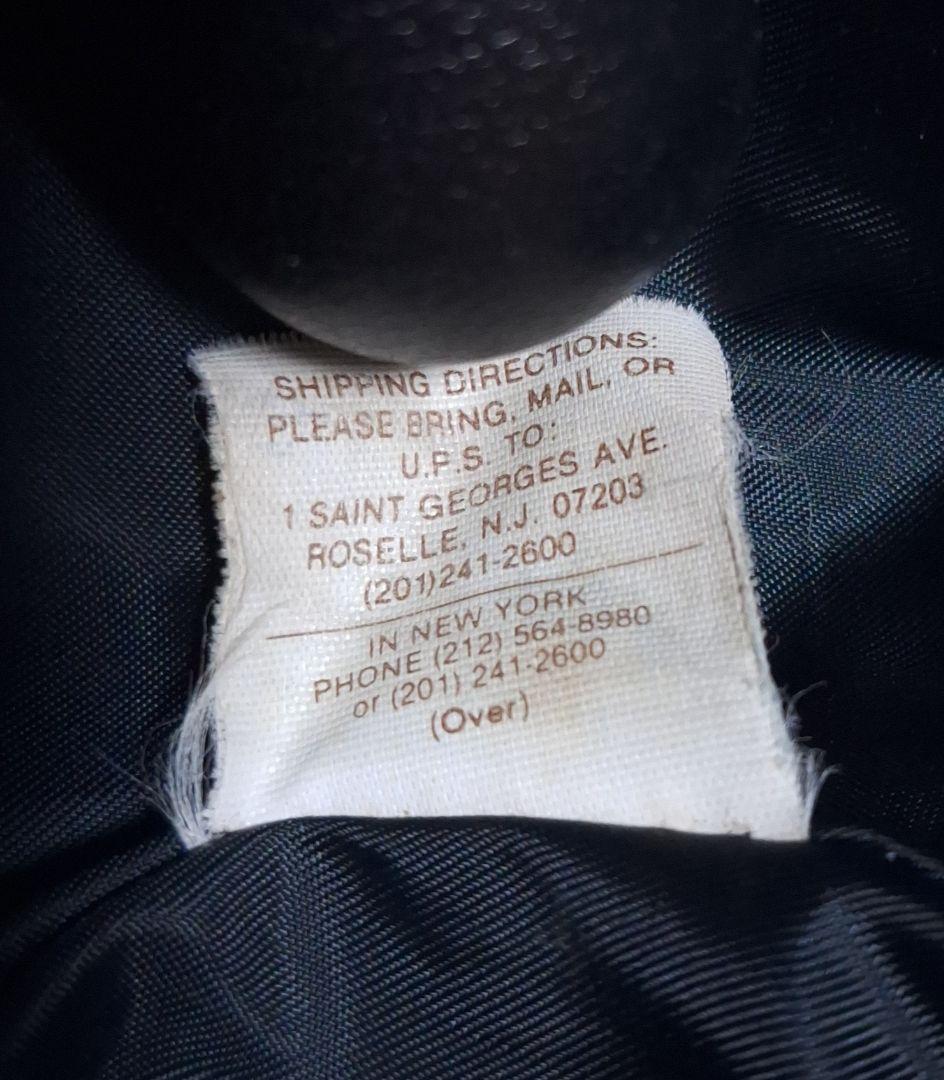 SHIPPING DIRECTIONS:
PLEASE BRING, MAIL, OR
U.P.S. TO:
1 SAINT GEORGES AVE.
ROSELLE, N.J. 07203
(201)241-2600
IN NEW YORK
PHONE (212) 564-8980
or (201) 241-2600
(Over)